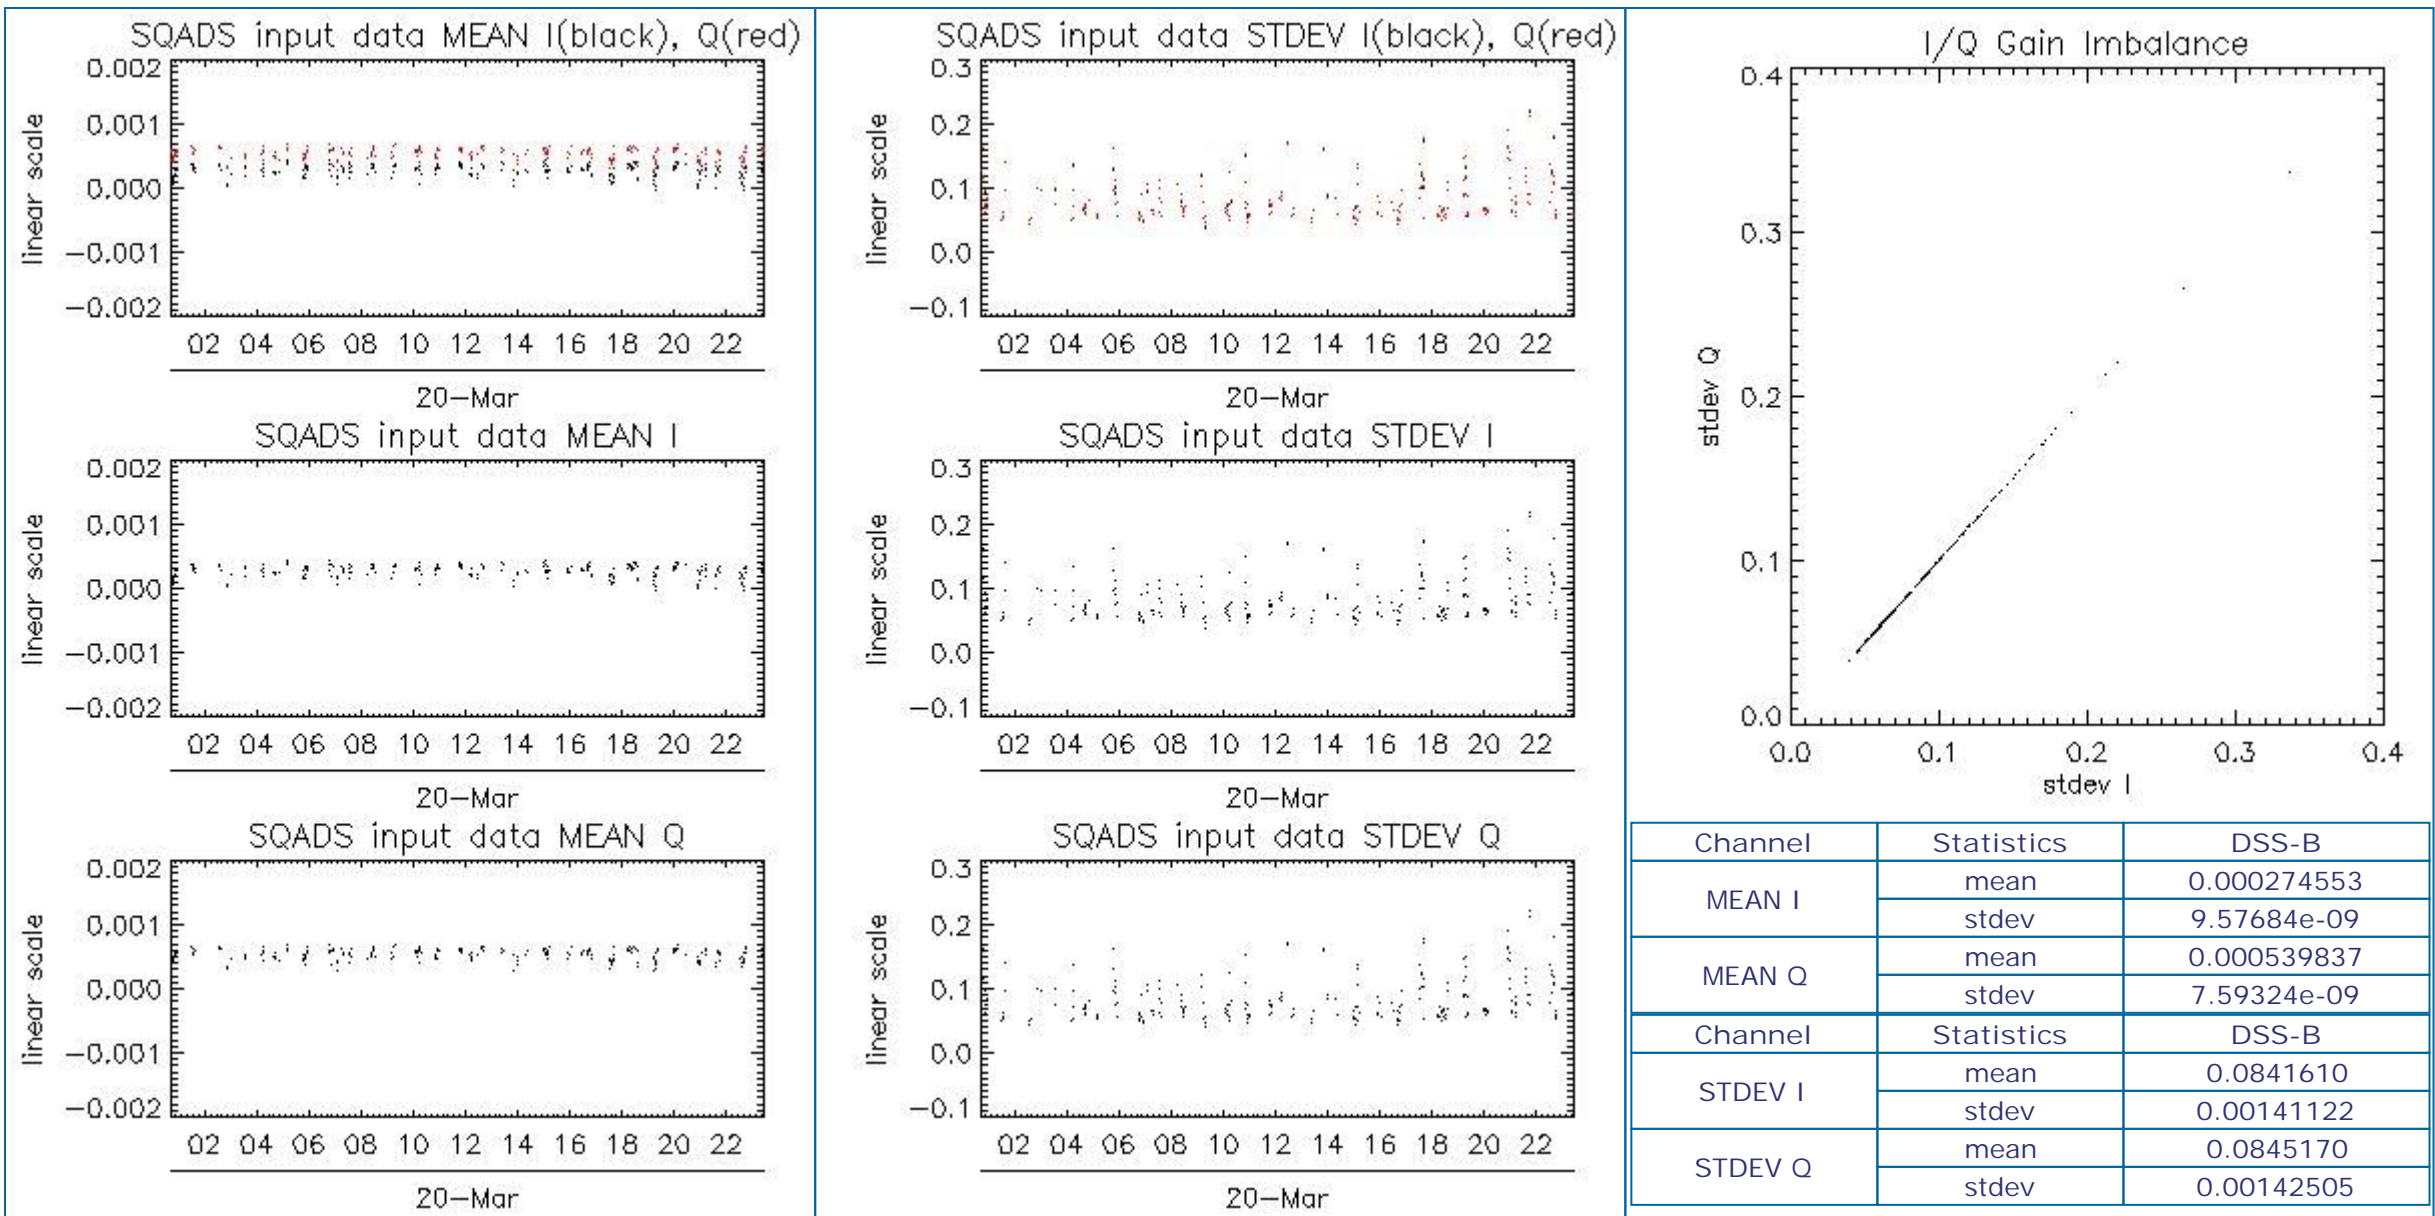 SQADS input data MEAN I(black), Q(red)
0.002
0.001
0.000
-0.001
-0.002
linear scale
02 04 06 08 10 12 14 16 18 20 22
20-Mar
SQADS input data MEAN I
0.002
0.001
0.000
-0.001
-0.002
linear scale
02 04 06 08 10 12 14 16 18 20 22
20-Mar
SQADS input data MEAN Q
0.002
0.001
0.000
-0.001
-0.002
linear scale
02 04 06 08 10 12 14 16 18 20 22
20-Mar
SQADS input data STDEV I(black), Q(red)
0.3
0.2
0.1
0.0
-0.1
linear scale
02 04 06 08 10 12 14 16 18 20 22
20-Mar
SQADS input data STDEV I
0.3
0.2
0.1
0.0
-0.1
linear scale
02 04 06 08 10 12 14 16 18 20 22
20-Mar
SQADS input data STDEV Q
0.3
0.2
0.1
0.0
-0.1
linear scale
02 04 06 08 10 12 14 16 18 20 22
20-Mar
I/Q Gain Imbalance
0.4
0.3
0.2
0.1
0.0
stdev Q
0.0 0.1 0.2 0.3 0.4
stdev I
Channel Statistics DSS-B
MEAN I mean 0.000274553
stdev 9.57684e-09
MEAN Q mean 0.000539837
stdev 7.59324e-09
Channel Statistics DSS-B
STDEV I mean 0.0841610
stdev 0.00141122
STDEV Q mean 0.0845170
stdev 0.00142505